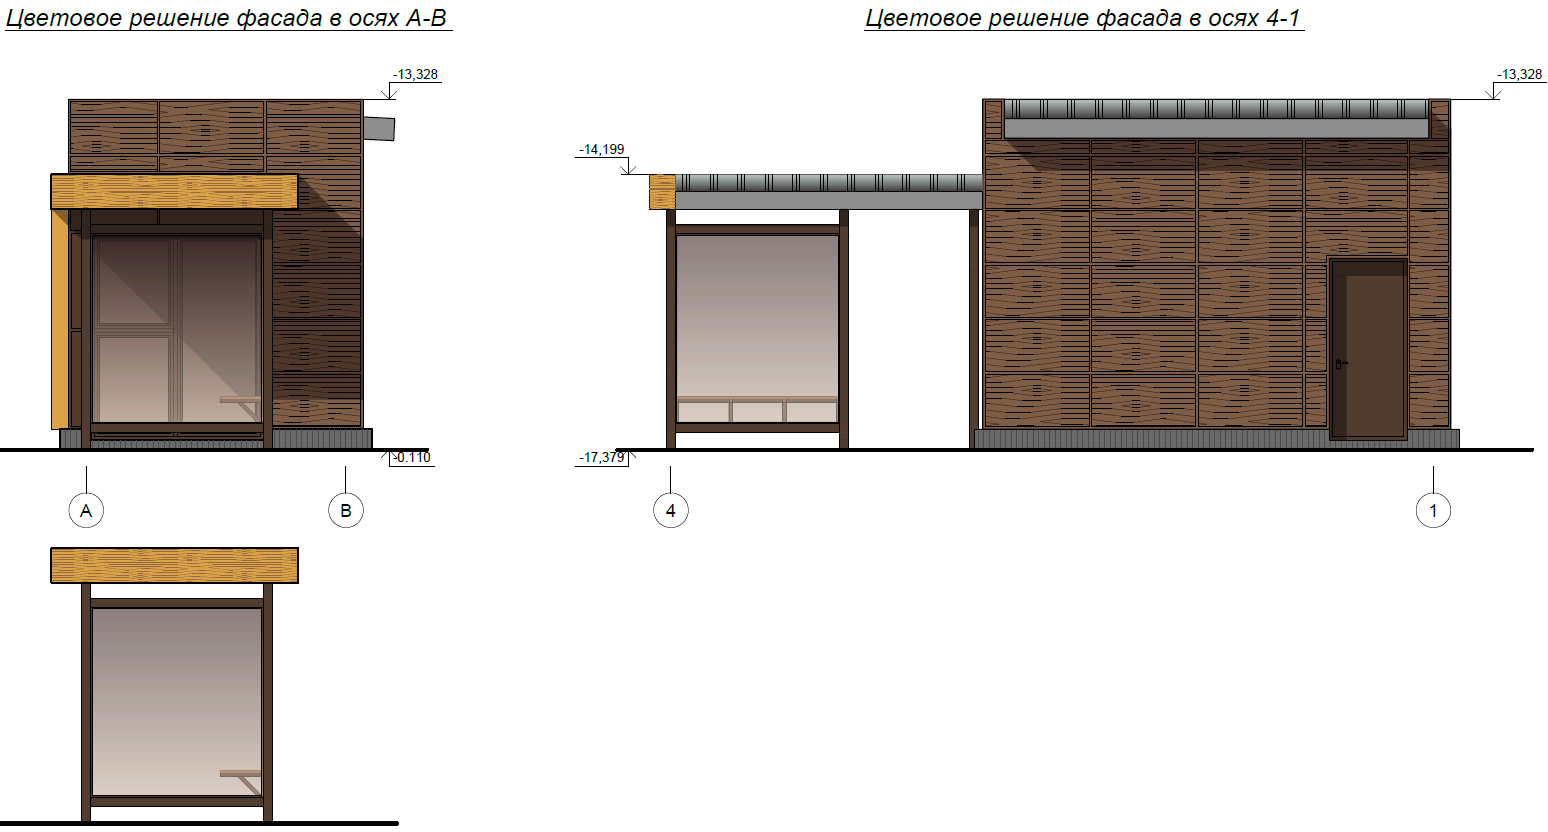 Цветовое решение фасада в осях А-В
Цветовое решение фасада в осях 4-1
-13,328
-13,328
-14,199
-0.110
-17,379
А
В
4
1